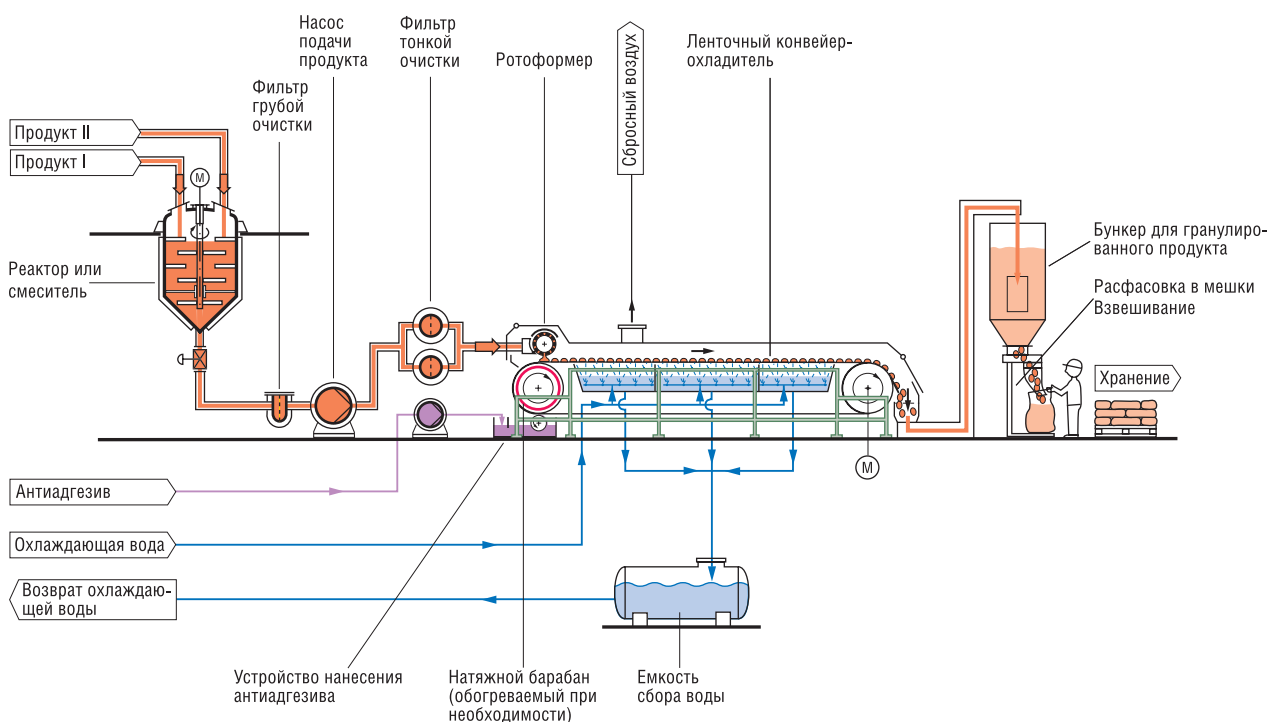 Насос
подачи
продукта
Фильтр
тонкой
очистки
Ротоформер
Сбросный воздух
Ленточный конвейер-
охладитель
Фильтр
грубой
очистки
Продукт II
Продукт I
M
Реактор или
смеситель
Бункер для гранулиро-
ванного продукта
Расфасовка в мешки
Взвешивание
Хранение
M
Антиадгезив
Охлаждающая вода
Возврат охлаждаю-
щей воды
Устройство нанесения
антиадгезива
Натяжной барабан
(обогреваемый при
необходимости)
Емкость
сбора воды